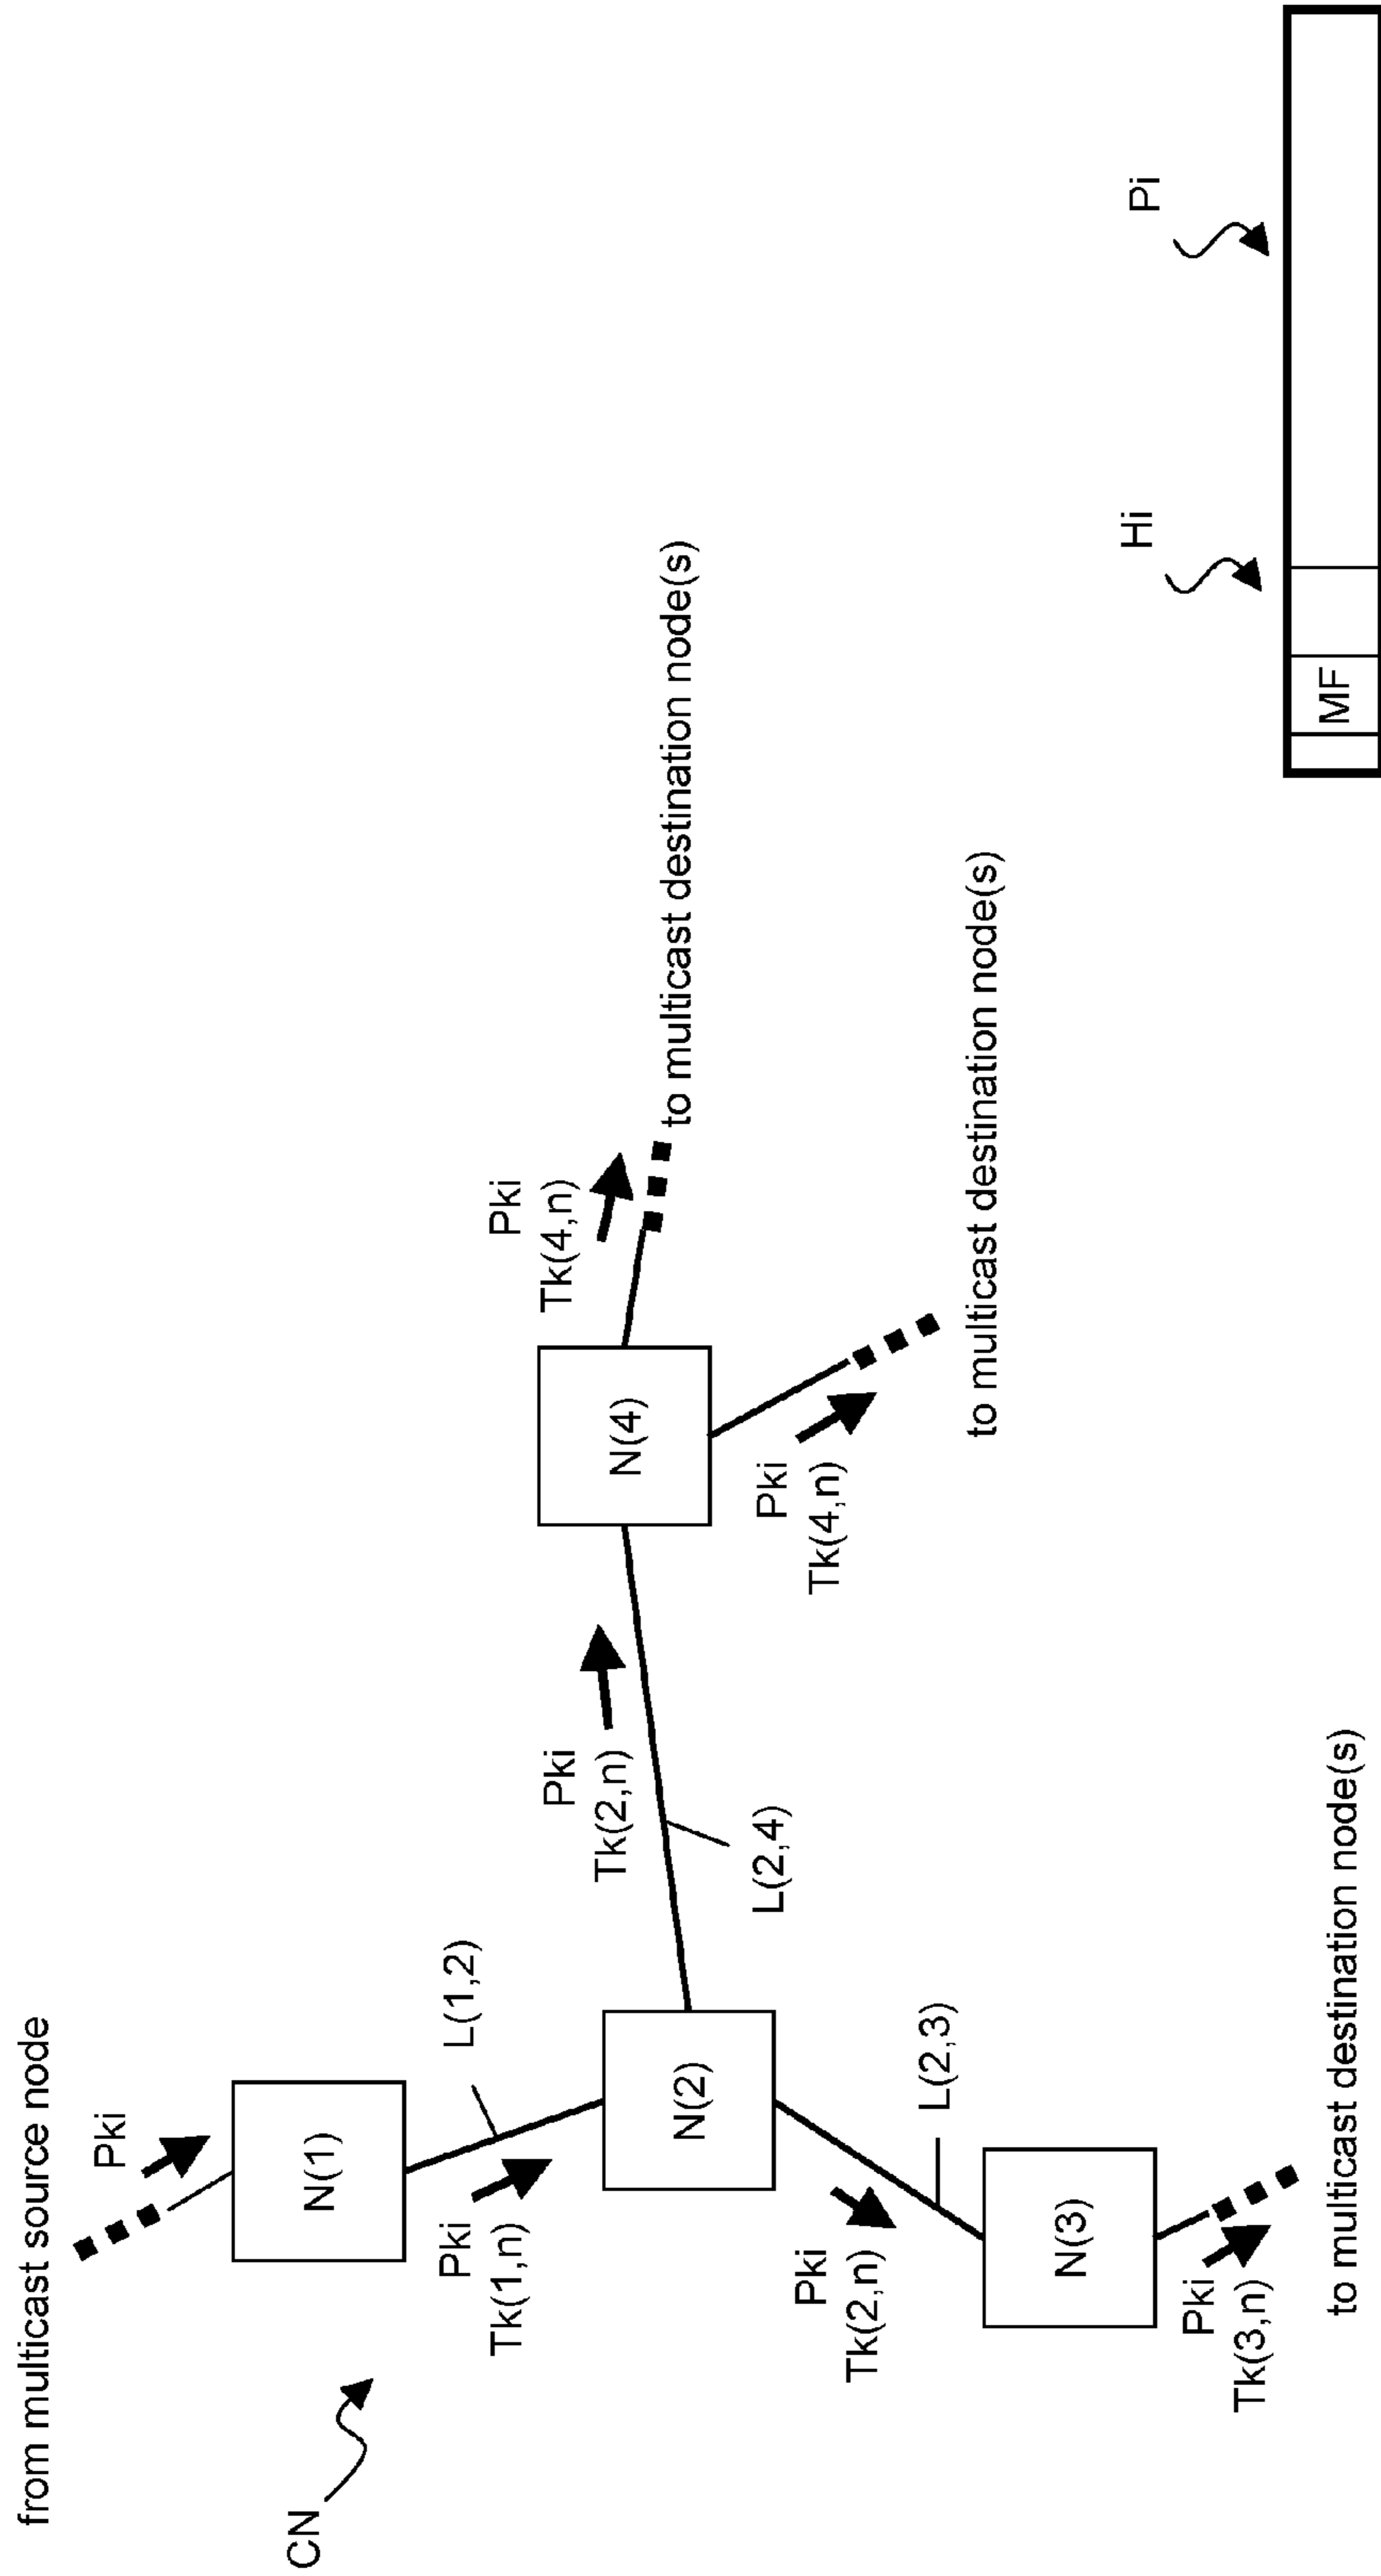 from multicast source node
CN
Pki
N(1)
Pki
Tk(1,n)
L(1,2)
N(2)
Pki
Tk(2,n)
L(2,4)
N(4)
Pki
Tk(4,n)
to multicast destination node(s)
Pki
Tk(4,n)
to multicast destination node(s)
Pki
Tk(2,n)
L(2,3)
N(3)
Pki
Tk(3,n)
to multicast destination node(s)
Hi
Pi
MF